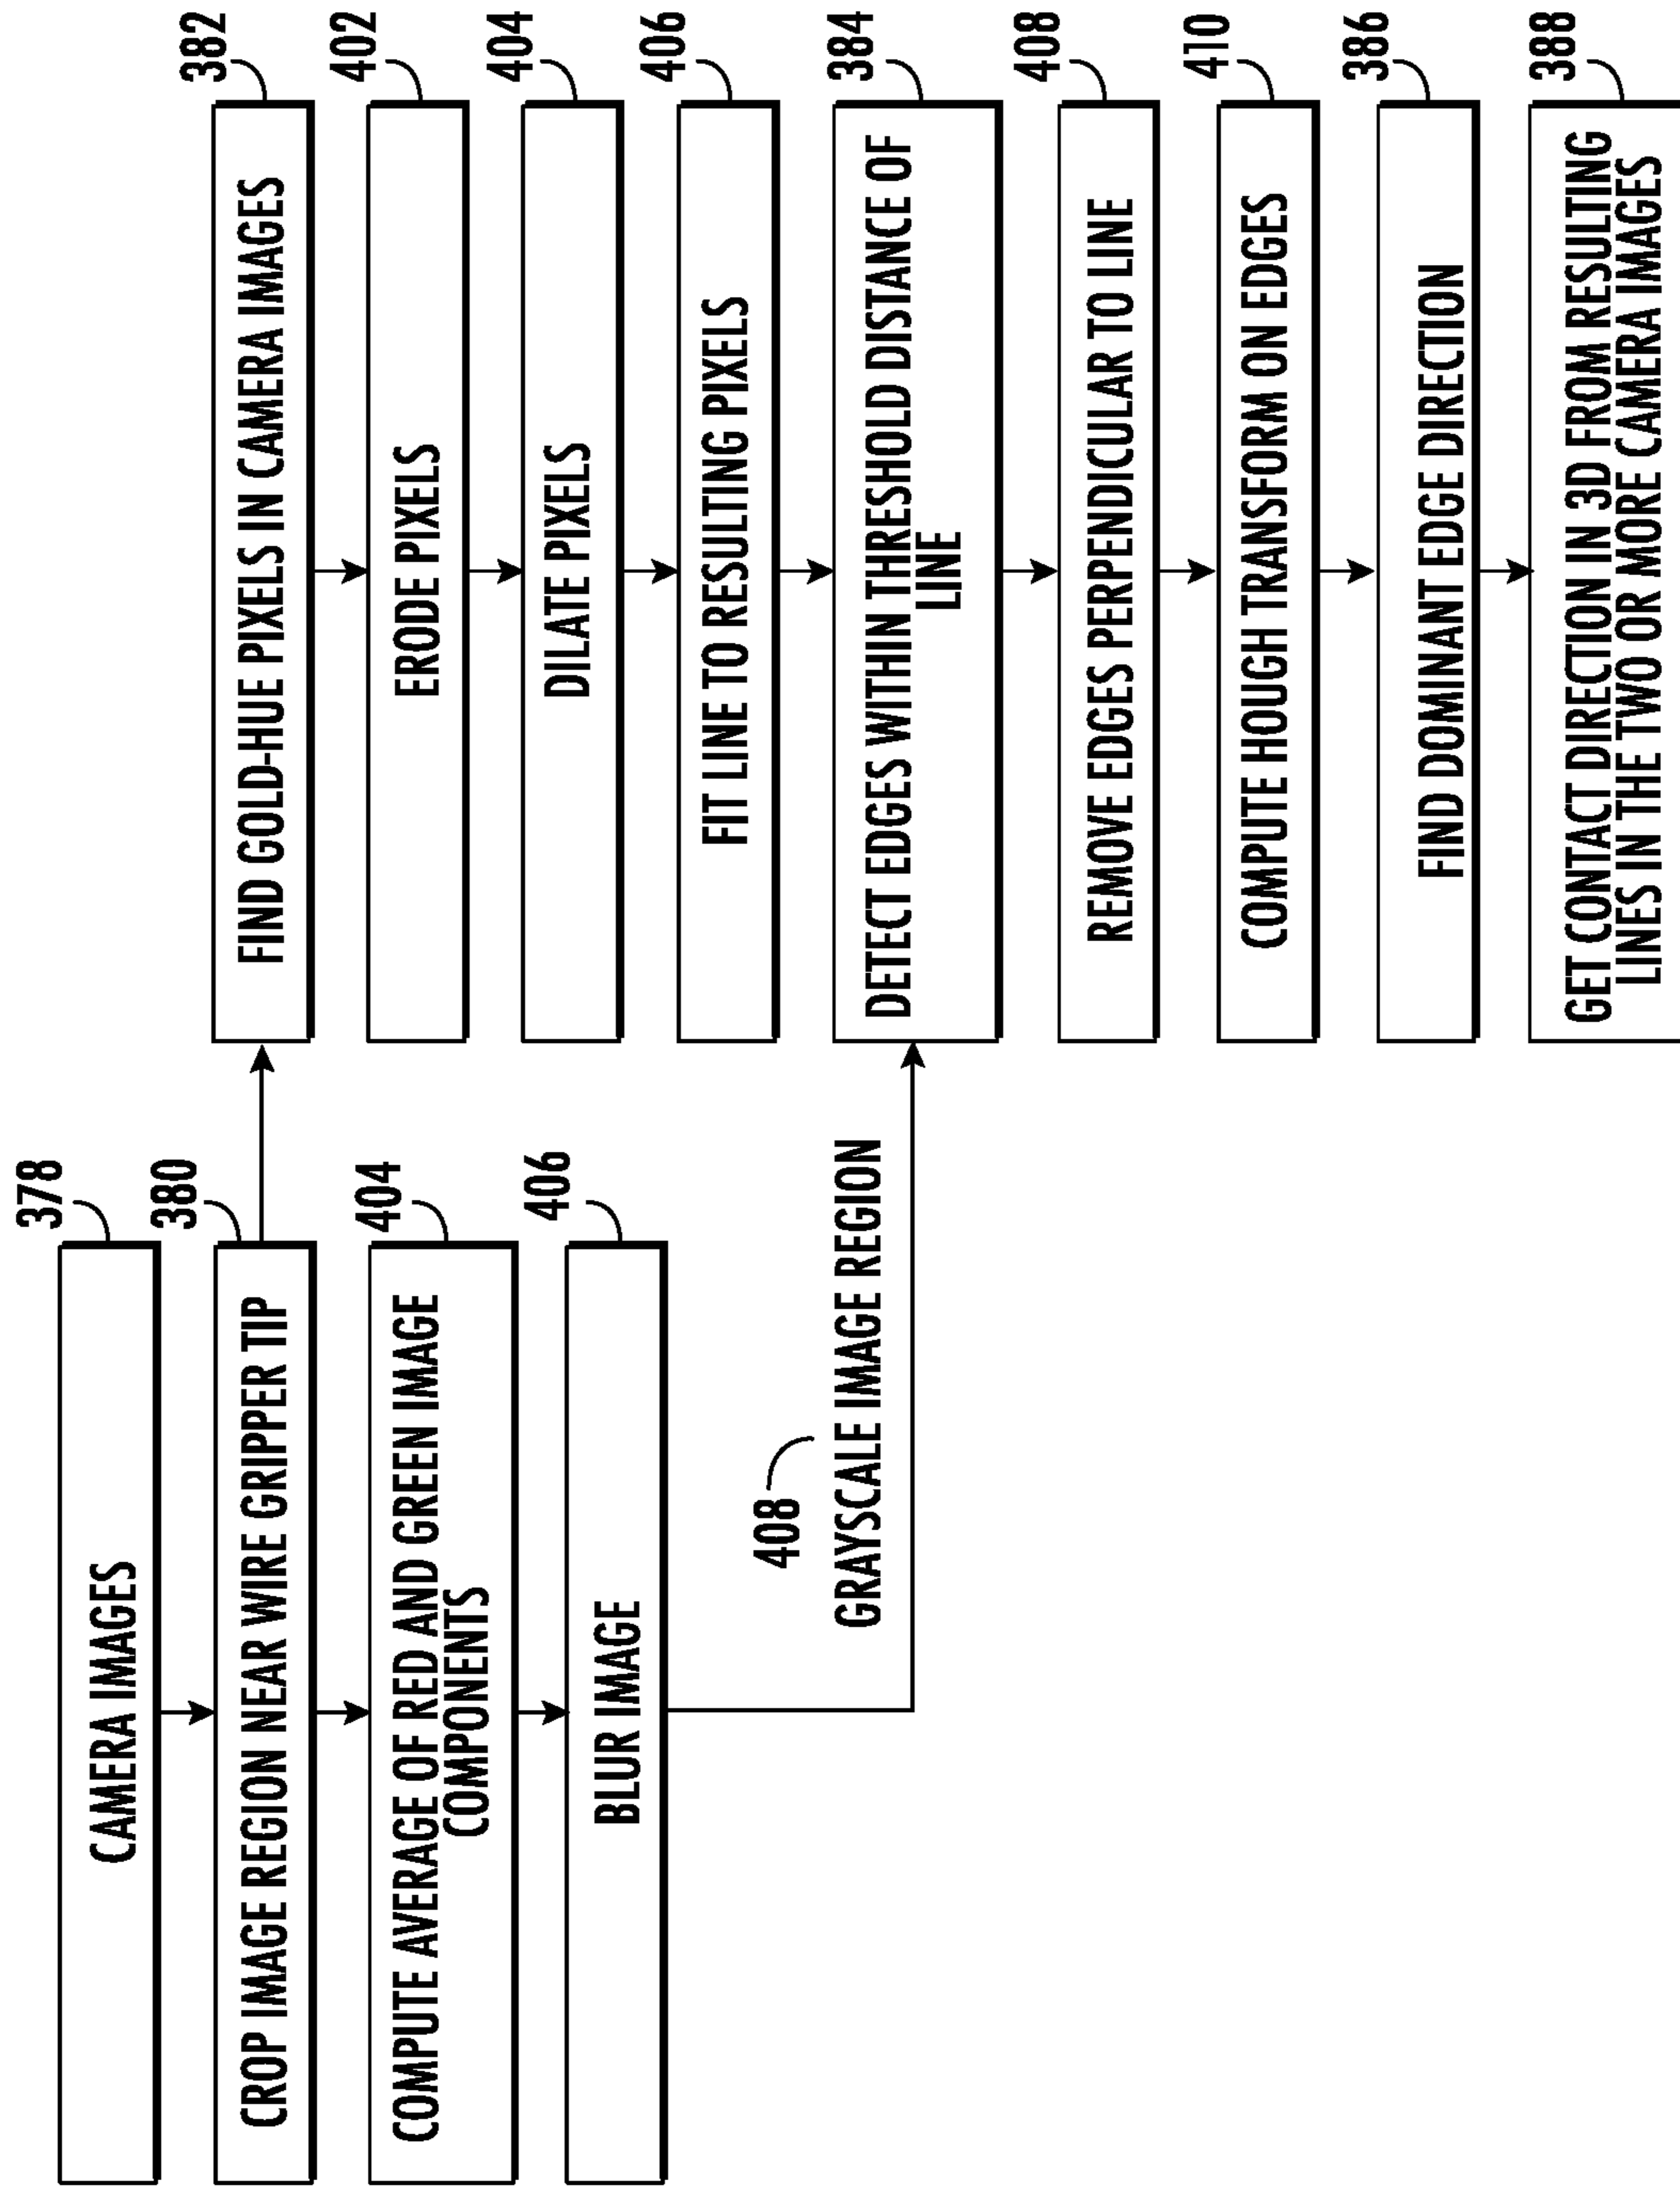 378
CAMERA IMAGES
380
CROP IMAGE REGION NEAR WIRE GRIPPER TIP
404
COMPUTE AVERAGE OF RED AND GREEN IMAGE
COMPONENTS
406
BLUR IMAGE
408
GRAYSCALE IMAGE REGION
382
FIND GOLD-HUE PIXELS IN CAMERA IMAGES
402
ERODE PIXELS
404
DILATE PIXELS
406
FIT LINE TO RESULTING PIXELS
384
DETECT EDGES WITHIN THRESHOLD DISTANCE OF
LINE
408
REMOVE EDGES PERPENDICULAR TO LINE
410
COMPUTE HOUGH TRANSFORM ON EDGES
386
FIND DOMINANT EDGE DIRECTION
388
GET CONTACT DIRECTION IN 3D FROM RESULTING
LINES IN THE TWO OR MORE CAMERA IMAGES